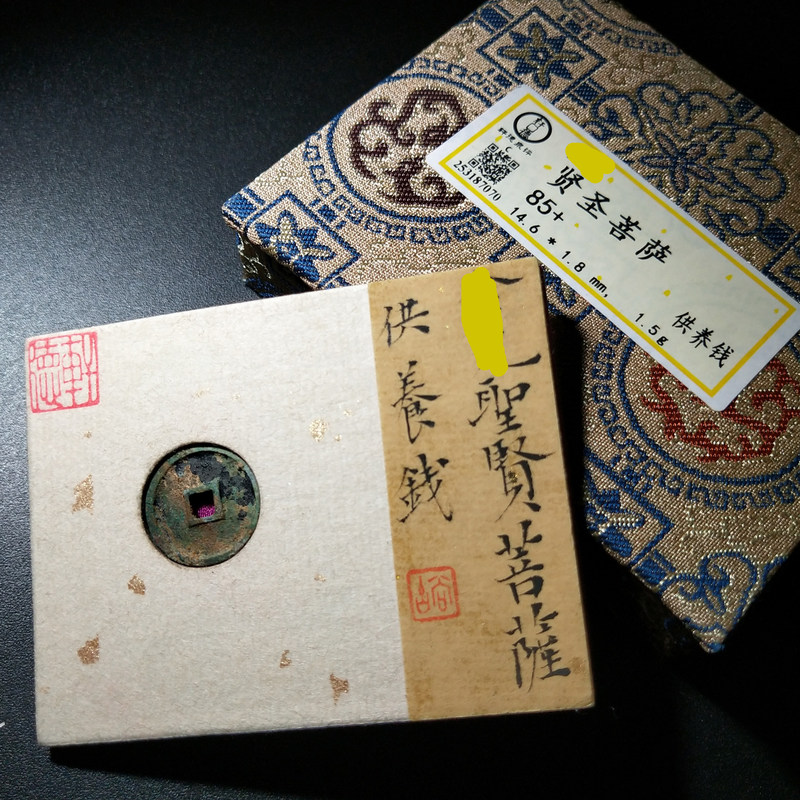 253187070
贤圣菩萨
85+
14.6 * 1.8 mm,
1.5g
供养钱
聖賢菩薩
供養錢